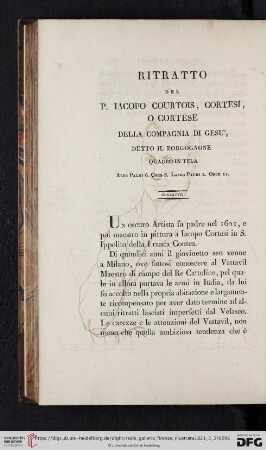 RITRATTO
DEL
P. IACOPO COURTOIS, CORTESI,
O CORTESE
DELLA COMPAGNIA DI GESU',
DETTO IL BORGOGNONE
QUADRO IN TELA
Alto Palmi 6. Once 8. Largo Palmi 2. Once 11.
Un oscuro Artista fu padre nel 1621, e
poi maestro in pittura a Iacopo Cortesi in S.
Ippolito della Franca Contea.
Di quindici anni il giovinetto sen venne
a Milano, ove fattosi conoscere al Vattavil
Maestro di campo del Re Cattolico, pel qua-
le in allora portava le armi in Italia, da lui
fu accolto nella propria abitazione e largamente
ricompensato per aver dato termine ad al-
cuni ritratti lasciati imperfetti dal Velasco.
Le carezze e le attenzioni del Vattavil, non
meno che quella ambiziosa tendenza che è
© Universitätsbibliothek Heidelberg
DFG